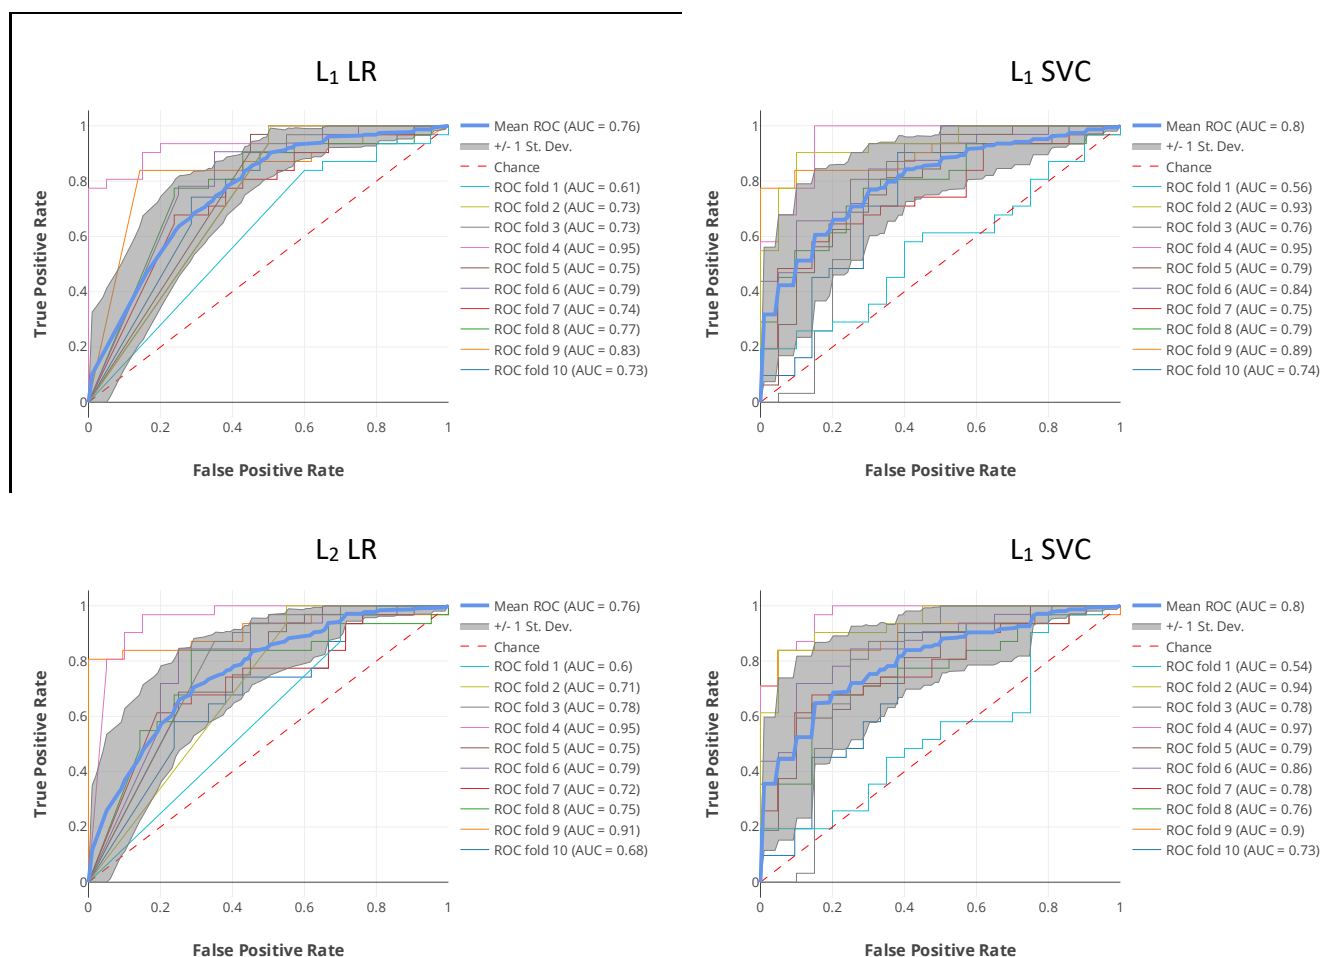 L₁ LR
1
0.8
0.6
0.4
0.2
0
0
0.2
0.4
0.6
0.8
1
True Positive Rate
False Positive Rate
Mean ROC (AUC = 0.76)
+/- 1 St. Dev.
Chance
ROC fold 1 (AUC = 0.61)
ROC fold 2 (AUC = 0.73)
ROC fold 3 (AUC = 0.73)
ROC fold 4 (AUC = 0.95)
ROC fold 5 (AUC = 0.75)
ROC fold 6 (AUC = 0.79)
ROC fold 7 (AUC = 0.74)
ROC fold 8 (AUC = 0.77)
ROC fold 9 (AUC = 0.83)
ROC fold 10 (AUC = 0.73)
L₁ SVC
1
0.8
0.6
0.4
0.2
0
0
0.2
0.4
0.6
0.8
1
True Positive Rate
False Positive Rate
Mean ROC (AUC = 0.8)
+/- 1 St. Dev.
Chance
ROC fold 1 (AUC = 0.56)
ROC fold 2 (AUC = 0.93)
ROC fold 3 (AUC = 0.76)
ROC fold 4 (AUC = 0.95)
ROC fold 5 (AUC = 0.79)
ROC fold 6 (AUC = 0.84)
ROC fold 7 (AUC = 0.75)
ROC fold 8 (AUC = 0.79)
ROC fold 9 (AUC = 0.89)
ROC fold 10 (AUC = 0.74)
L₂ LR
1
0.8
0.6
0.4
0.2
0
0
0.2
0.4
0.6
0.8
1
True Positive Rate
False Positive Rate
Mean ROC (AUC = 0.76)
+/- 1 St. Dev.
Chance
ROC fold 1 (AUC = 0.6)
ROC fold 2 (AUC = 0.71)
ROC fold 3 (AUC = 0.78)
ROC fold 4 (AUC = 0.95)
ROC fold 5 (AUC = 0.75)
ROC fold 6 (AUC = 0.79)
ROC fold 7 (AUC = 0.72)
ROC fold 8 (AUC = 0.75)
ROC fold 9 (AUC = 0.91)
ROC fold 10 (AUC = 0.68)
L₁ SVC
1
0.8
0.6
0.4
0.2
0
0
0.2
0.4
0.6
0.8
1
True Positive Rate
False Positive Rate
Mean ROC (AUC = 0.8)
+/- 1 St. Dev.
Chance
ROC fold 1 (AUC = 0.54)
ROC fold 2 (AUC = 0.94)
ROC fold 3 (AUC = 0.78)
ROC fold 4 (AUC = 0.97)
ROC fold 5 (AUC = 0.79)
ROC fold 6 (AUC = 0.86)
ROC fold 7 (AUC = 0.78)
ROC fold 8 (AUC = 0.76)
ROC fold 9 (AUC = 0.9)
ROC fold 10 (AUC = 0.73)